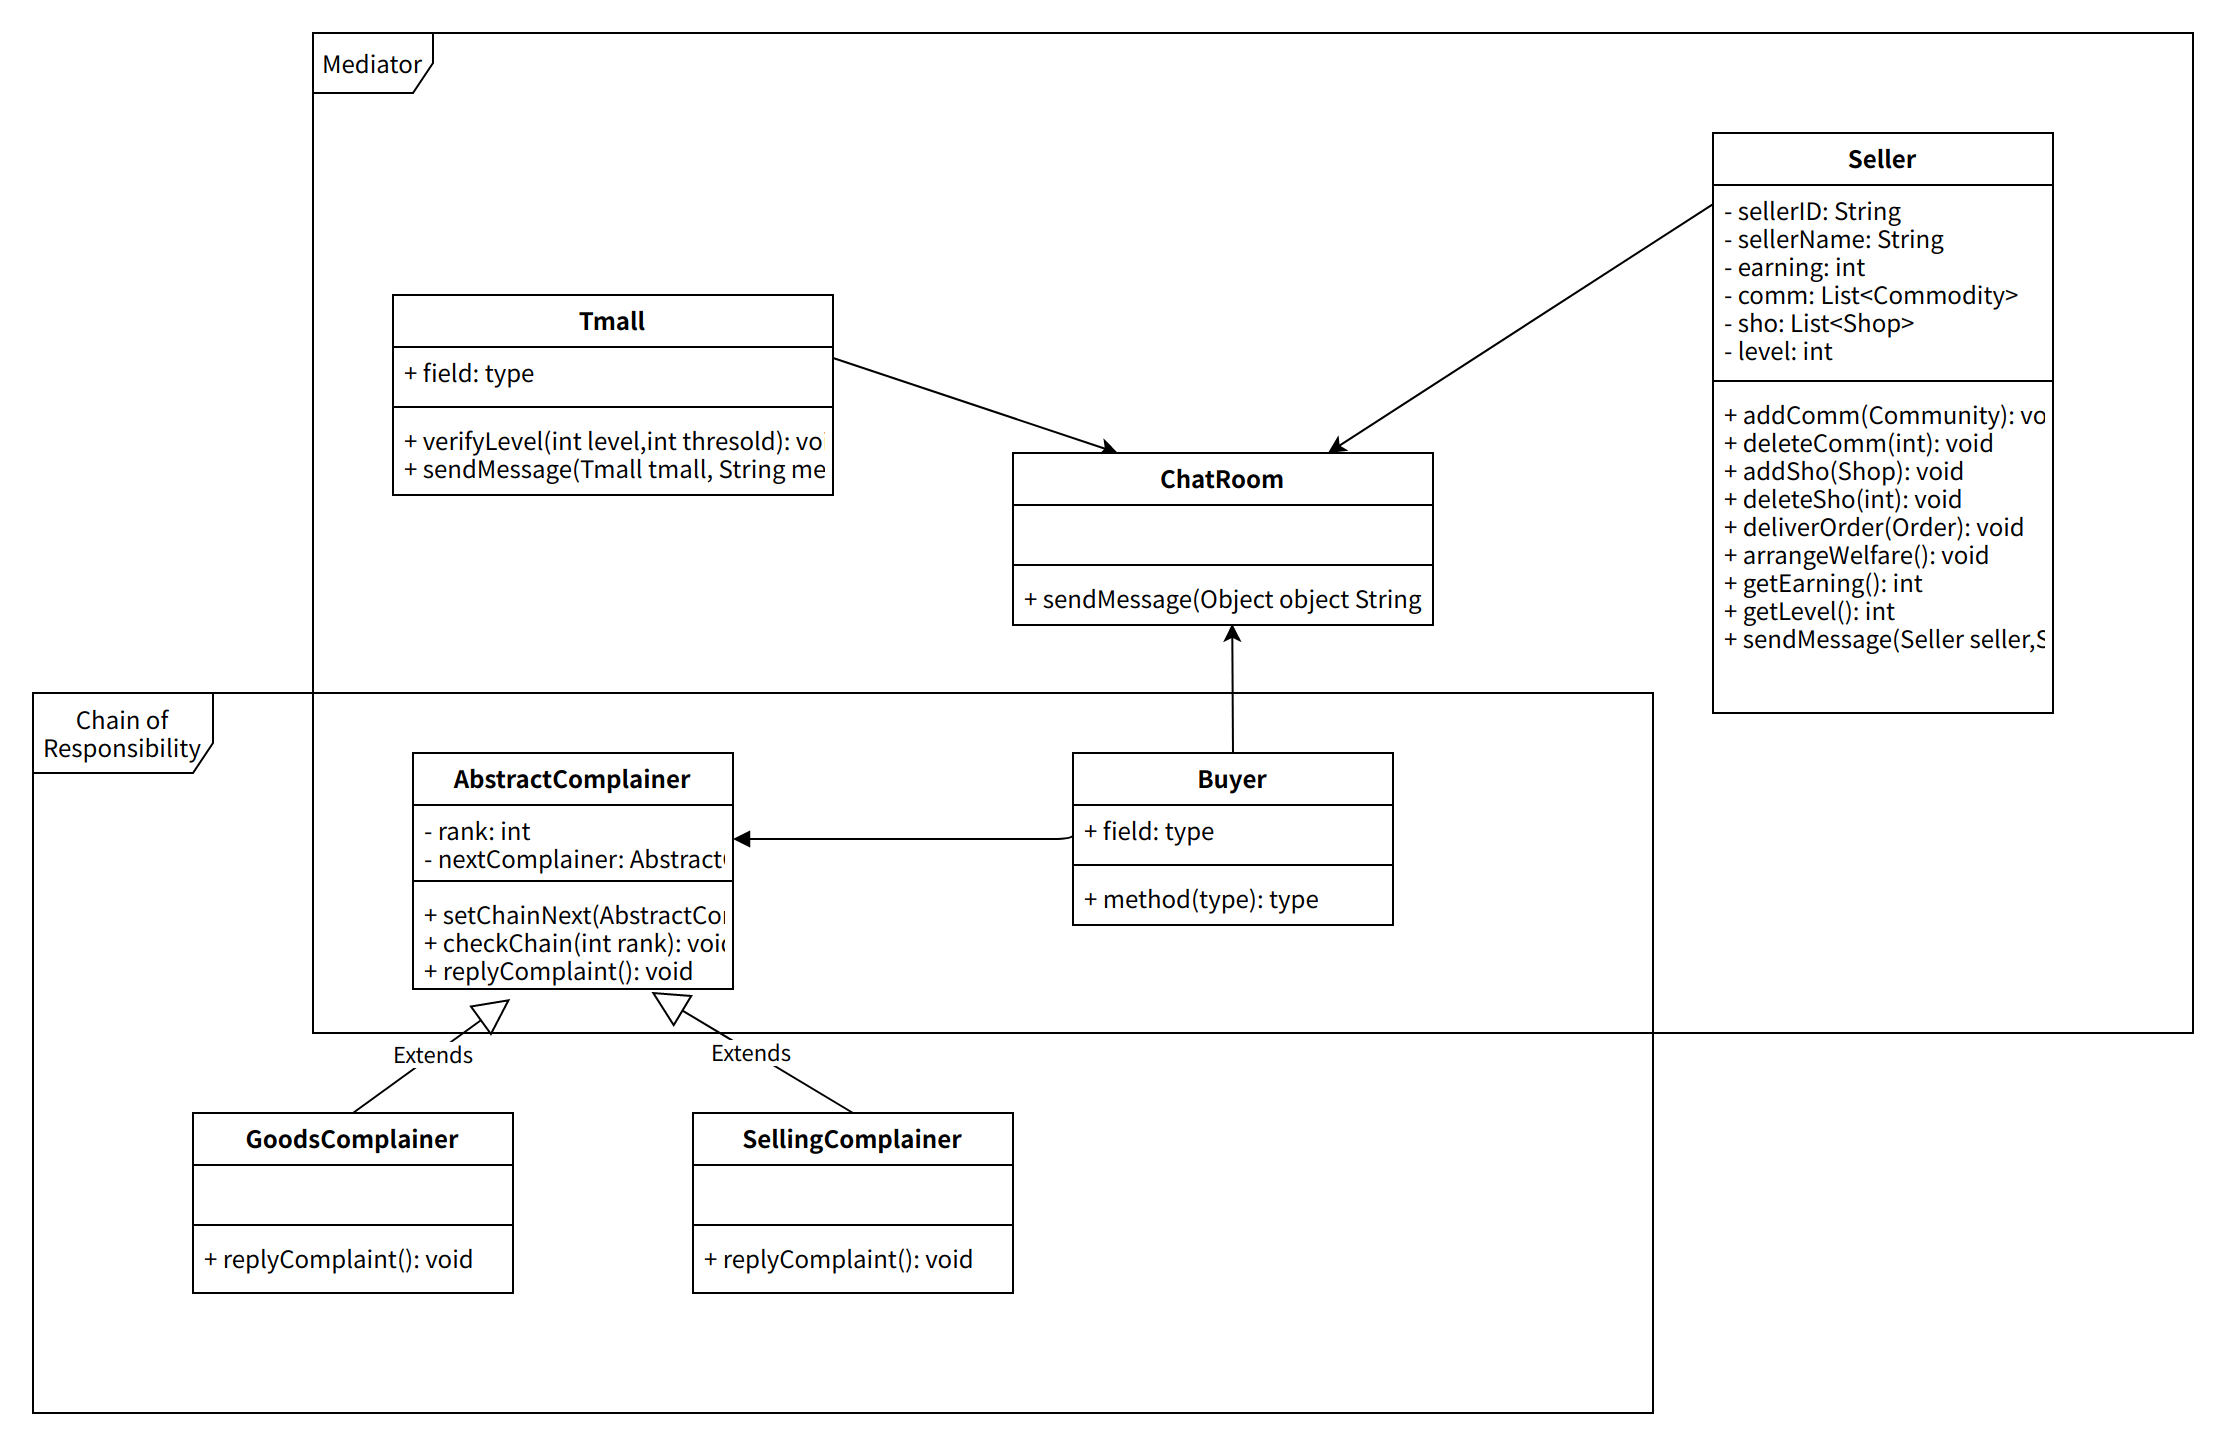 Mediator
Seller
- sellerID: String
- sellerName: String
- earning: int
- comm: List<Commodity>
- sho: List<Shop>
- level: int
+ addComm(Community): vo
+ deleteComm(int): void
+ addSho(Shop): void
+ deleteSho(int): void
+ deliverOrder(Order): void
+ arrangeWelfare(): void
+ getEarning(): int
+ getLevel(): int
+ sendMessage(Seller seller,S
Tmall
+ field: type
+ verifyLevel(int level,int thresold): voi
+ sendMessage(Tmall tmall, String me
ChatRoom
+ sendMessage(Object object String
Chain of
Responsibility
AbstractComplainer
- rank: int
- nextComplainer: AbstractC
+ setChainNext(AbstractCom
+ checkChain(int rank): void
+ replyComplaint(): void
Buyer
+ field: type
+ method(type): type
Extends
Extends
GoodsComplainer
+ replyComplaint(): void
SellingComplainer
+ replyComplaint(): void